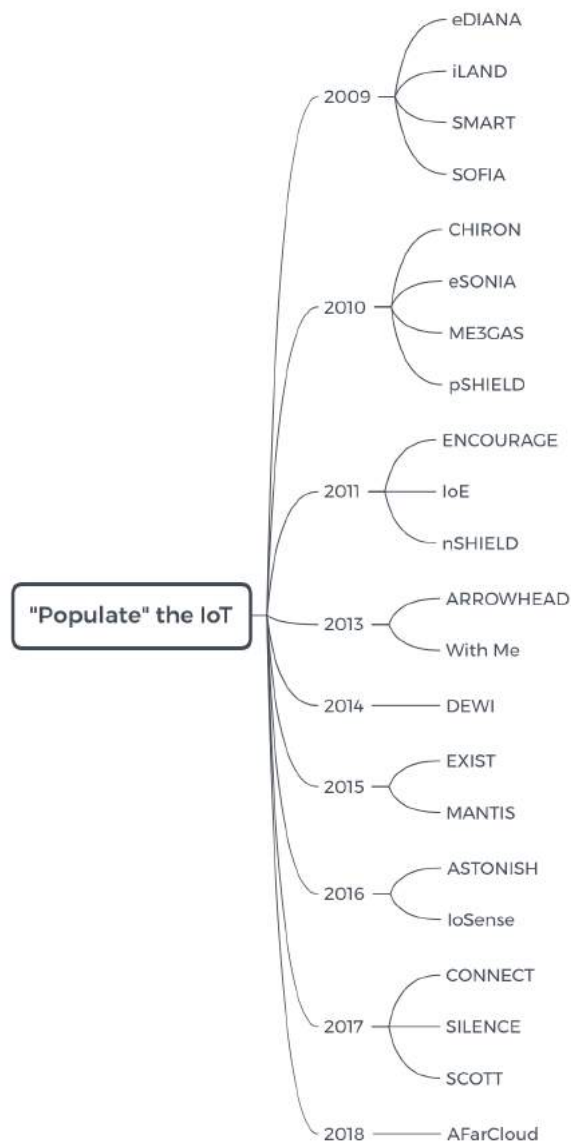 "Populate" the IoT
2009
eDIANA
iLAND
SMART
SOFIA
2010
CHIRON
eSONIA
ME3GAS
pSHIELD
2011
ENCOURAGE
IoE
nSHIELD
2013
ARROWHEAD
With Me
2014
DEWI
2015
EXIST
MANTIS
2016
ASTONISH
IoSense
2017
CONNECT
SILENCE
SCOTT
2018
AFarCloud